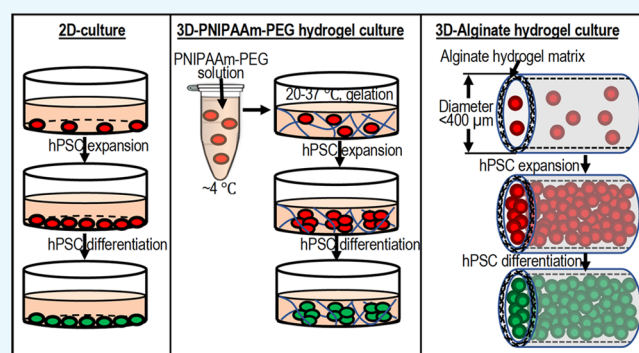 2D-culture
hPSC expansion
hPSC differentiation
3D-PNIPAAm-PEG hydrogel culture
PNIPAAm-PEG
solution
~4 °C
20-37 °C, gelation
hPSC expansion
hPSC differentiation
3D-Alginate hydrogel culture
Alginate hydrogel matrix
Diameter
<400 µm
hPSC expansion
hPSC differentiation